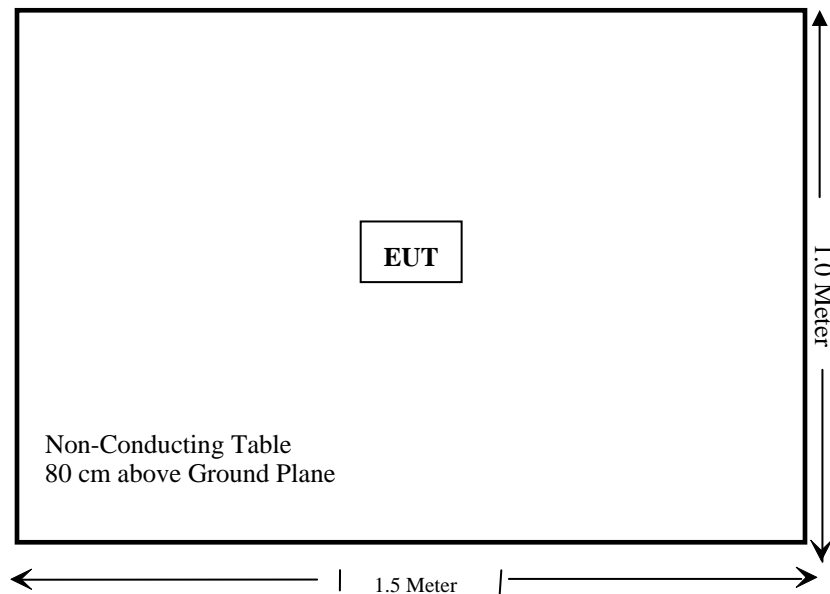 EUT
1.0 Meter
Non-Conducting Table
80 cm above Ground Plane
1.5 Meter